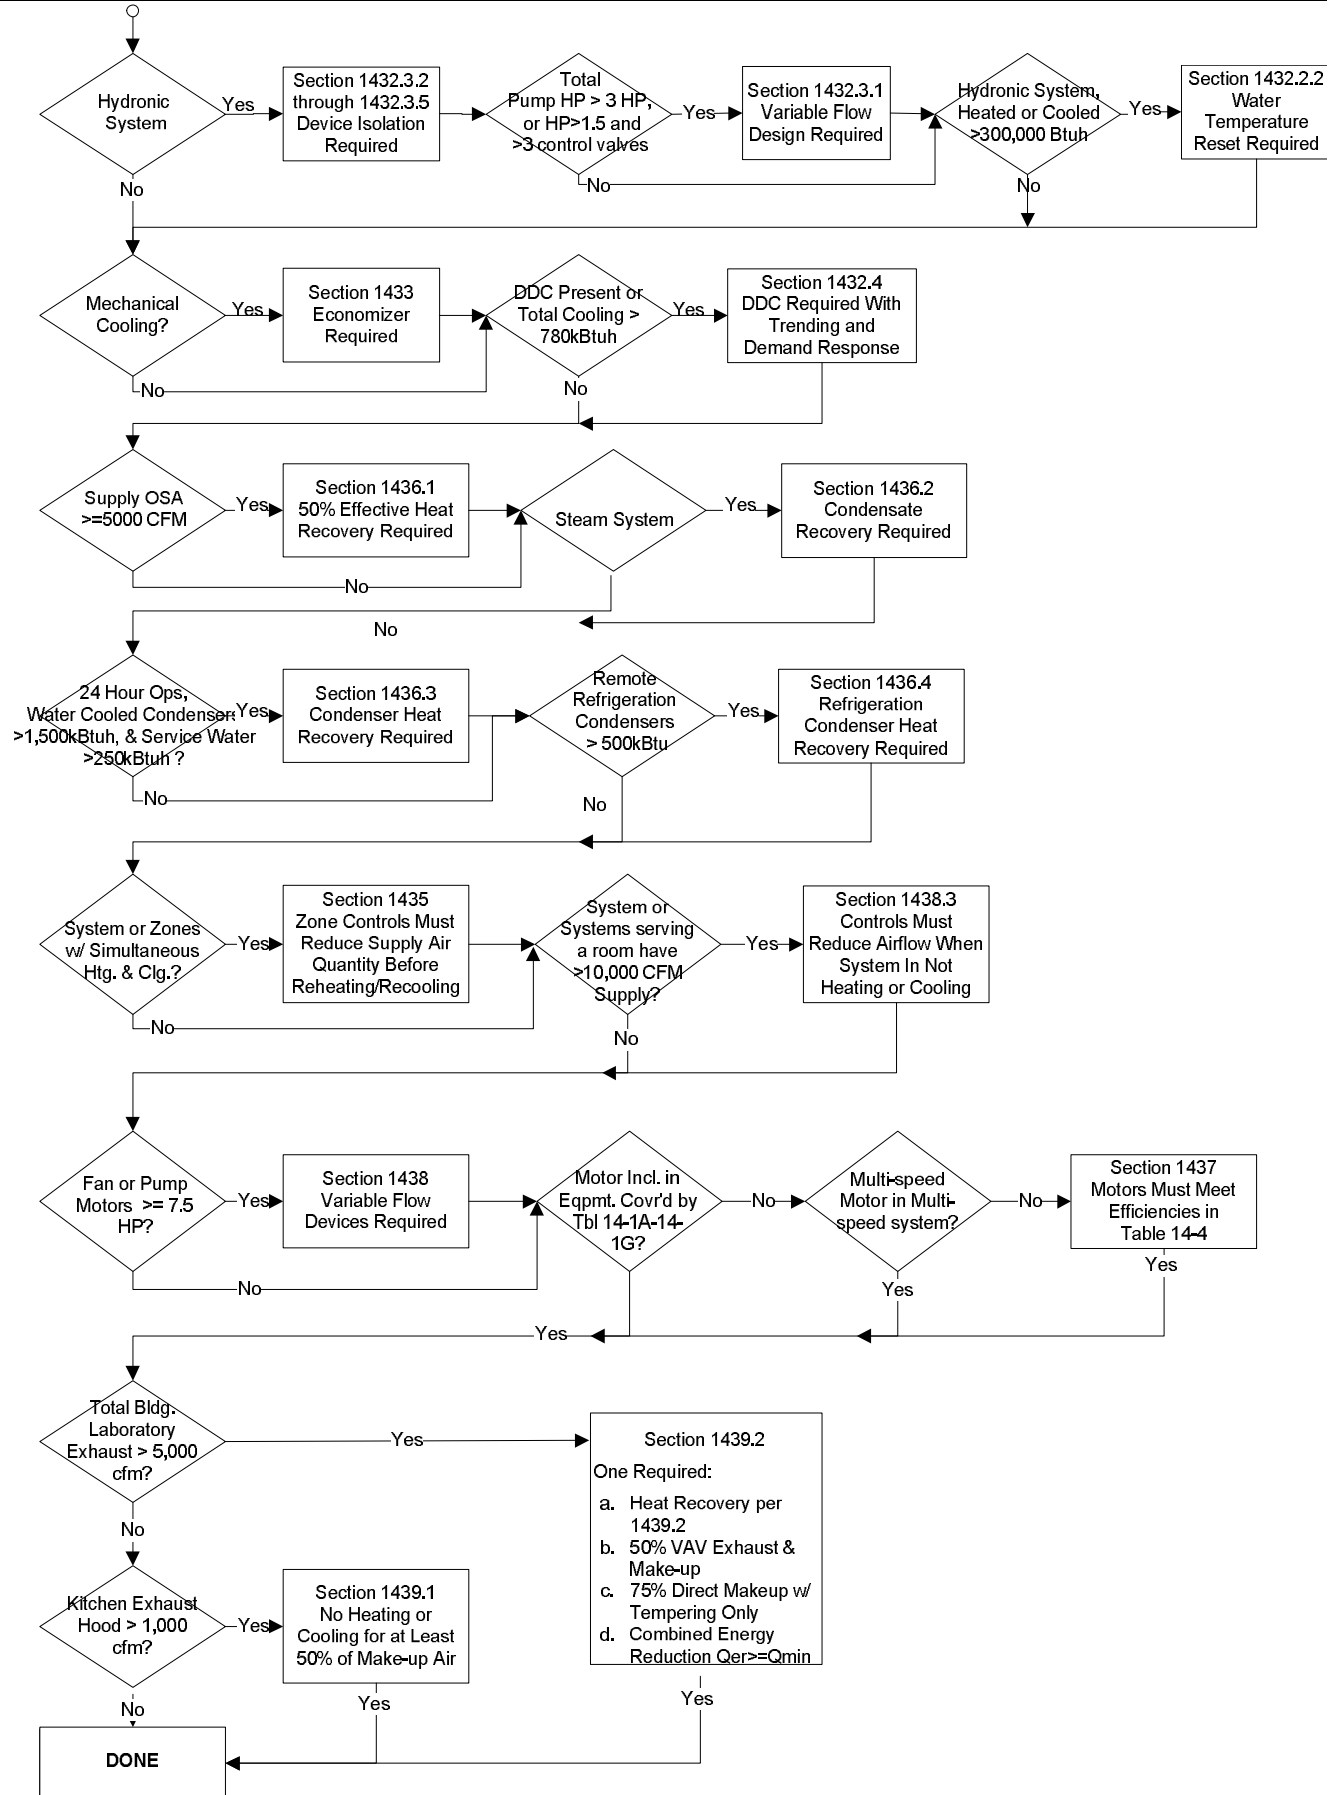 Hydronic
System
Yes
Section 1432.3.2
through 1432.3.5
Device Isolation
Required
Total
Pump HP > 3 HP,
or HP>1.5 and
>3 control valves
Yes
Section 1432.3.1
Variable Flow
Design Required
Hydronic System,
Heated or Cooled
>300,000 Btuh
Yes
Section 1432.2.2
Water
Temperature
Reset Required
No
No
No
Mechanical
Cooling?
Yes
Section 1433
Economizer
Required
DDC Present or
Total Cooling >
780kBtuh
Yes
Section 1432.4
DDC Required With
Trending and
Demand Response
No
No
Supply OSA
>=5000 CFM
Yes
Section 1436.1
50% Effective Heat
Recovery Required
Steam System
Yes
Section 1436.2
Condensate
Recovery Required
No
No
24 Hour Ops,
Water Cooled Condensers
>1,500kBtuh, & Service Water
>250kBtuh ?
Yes
Section 1436.3
Condenser Heat
Recovery Required
Remote
Refrigeration
Condensers
> 500kBtu
Yes
Section 1436.4
Refrigeration
Condenser Heat
Recovery Required
No
No
System or Zones
w/ Simultaneous
Htg. & Clg.?
Yes
Section 1435
Zone Controls Must
Reduce Supply Air
Quantity Before
Reheating/Recooling
System or
Systems serving
a room have
>10,000 CFM
Supply?
Yes
Section 1438.3
Controls Must
Reduce Airflow When
System In Not
Heating or Cooling
No
No
Fan or Pump
Motors >= 7.5
HP?
Yes
Section 1438
Variable Flow
Devices Required
Motor Incl. in
Eqpmt. Covr'd by
Tbl 14-1A-14-
1G?
No
Multi-speed
Motor in Multi-
speed system?
No
Section 1437
Motors Must Meet
Efficiencies in
Table 14-4
No
Yes
Yes
Yes
Total Bldg.
Laboratory
Exhaust > 5,000
cfm?
Yes
Section 1439.2
One Required:
a. Heat Recovery per
1439.2
b. 50% VAV Exhaust &
Make-up
c. 75% Direct Makeup w/
Tempering Only
d. Combined Energy
Reduction Qer>=Qmin
No
Kitchen Exhaust
Hood > 1,000
cfm?
Yes
Section 1439.1
No Heating or
Cooling for at Least
50% of Make-up Air
No
Yes
Yes
DONE